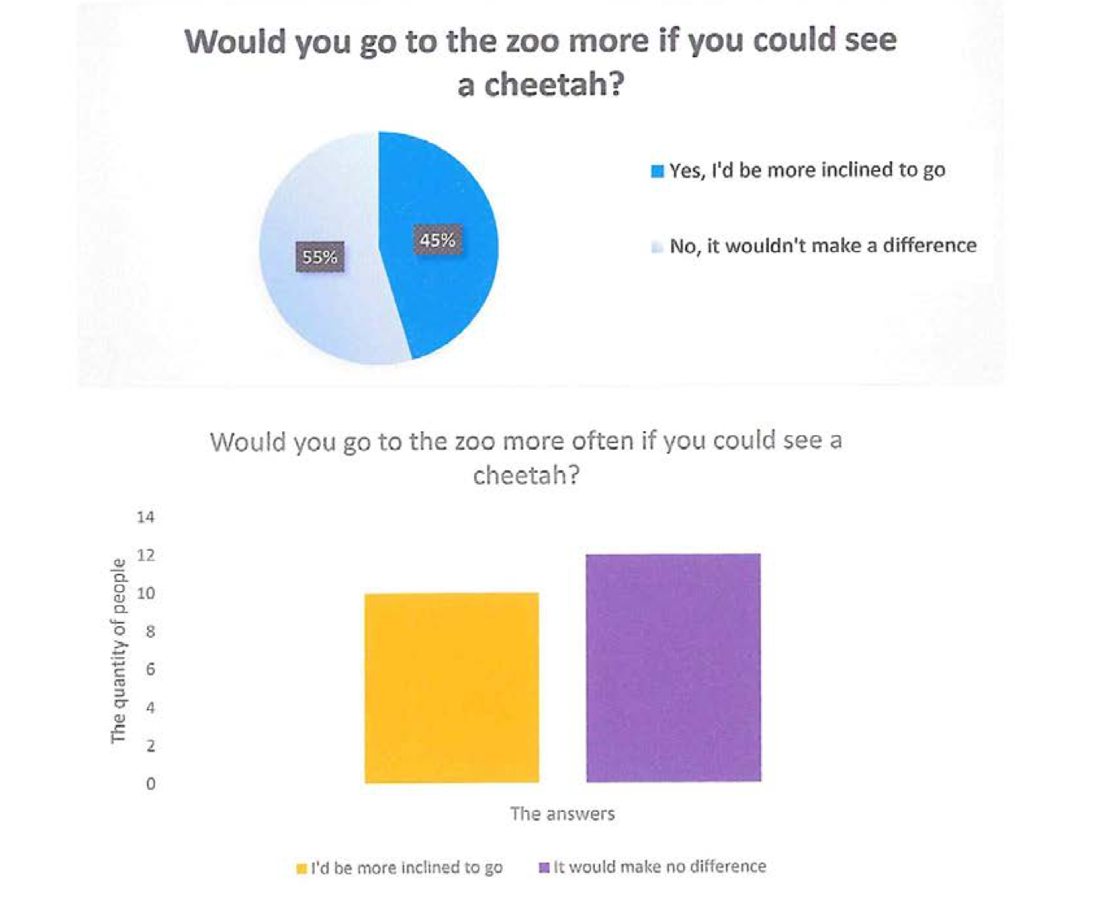 Would you go to the zoo more if you could see
a cheetah?
Yes, I'd be more inclined to go
45%
55%
No, it wouldn't make a difference
Would you go to the zoo more often if you could see a
cheetah?
14
12
10
8
6
4
2
0
The quantity of people
The answers
I'd be more inclined to go
It would make no difference